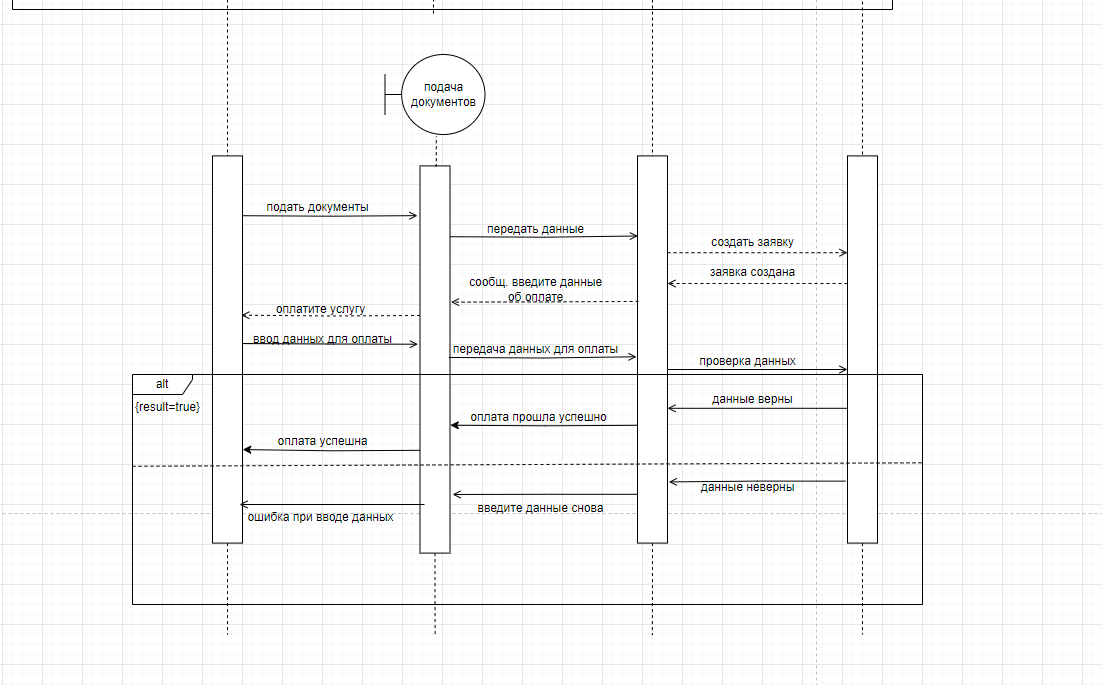 подача
документов
подать документы
передать данные
создать заявку
заявка создана
сообщ. введите данные
об оплате
оплатите услугу
ввод данных для оплаты
передача данных для оплаты
проверка данных
alt
{result=true}
данные верны
оплата прошла успешно
оплата успешна
данные неверны
введите данные снова
ошибка при вводе данных